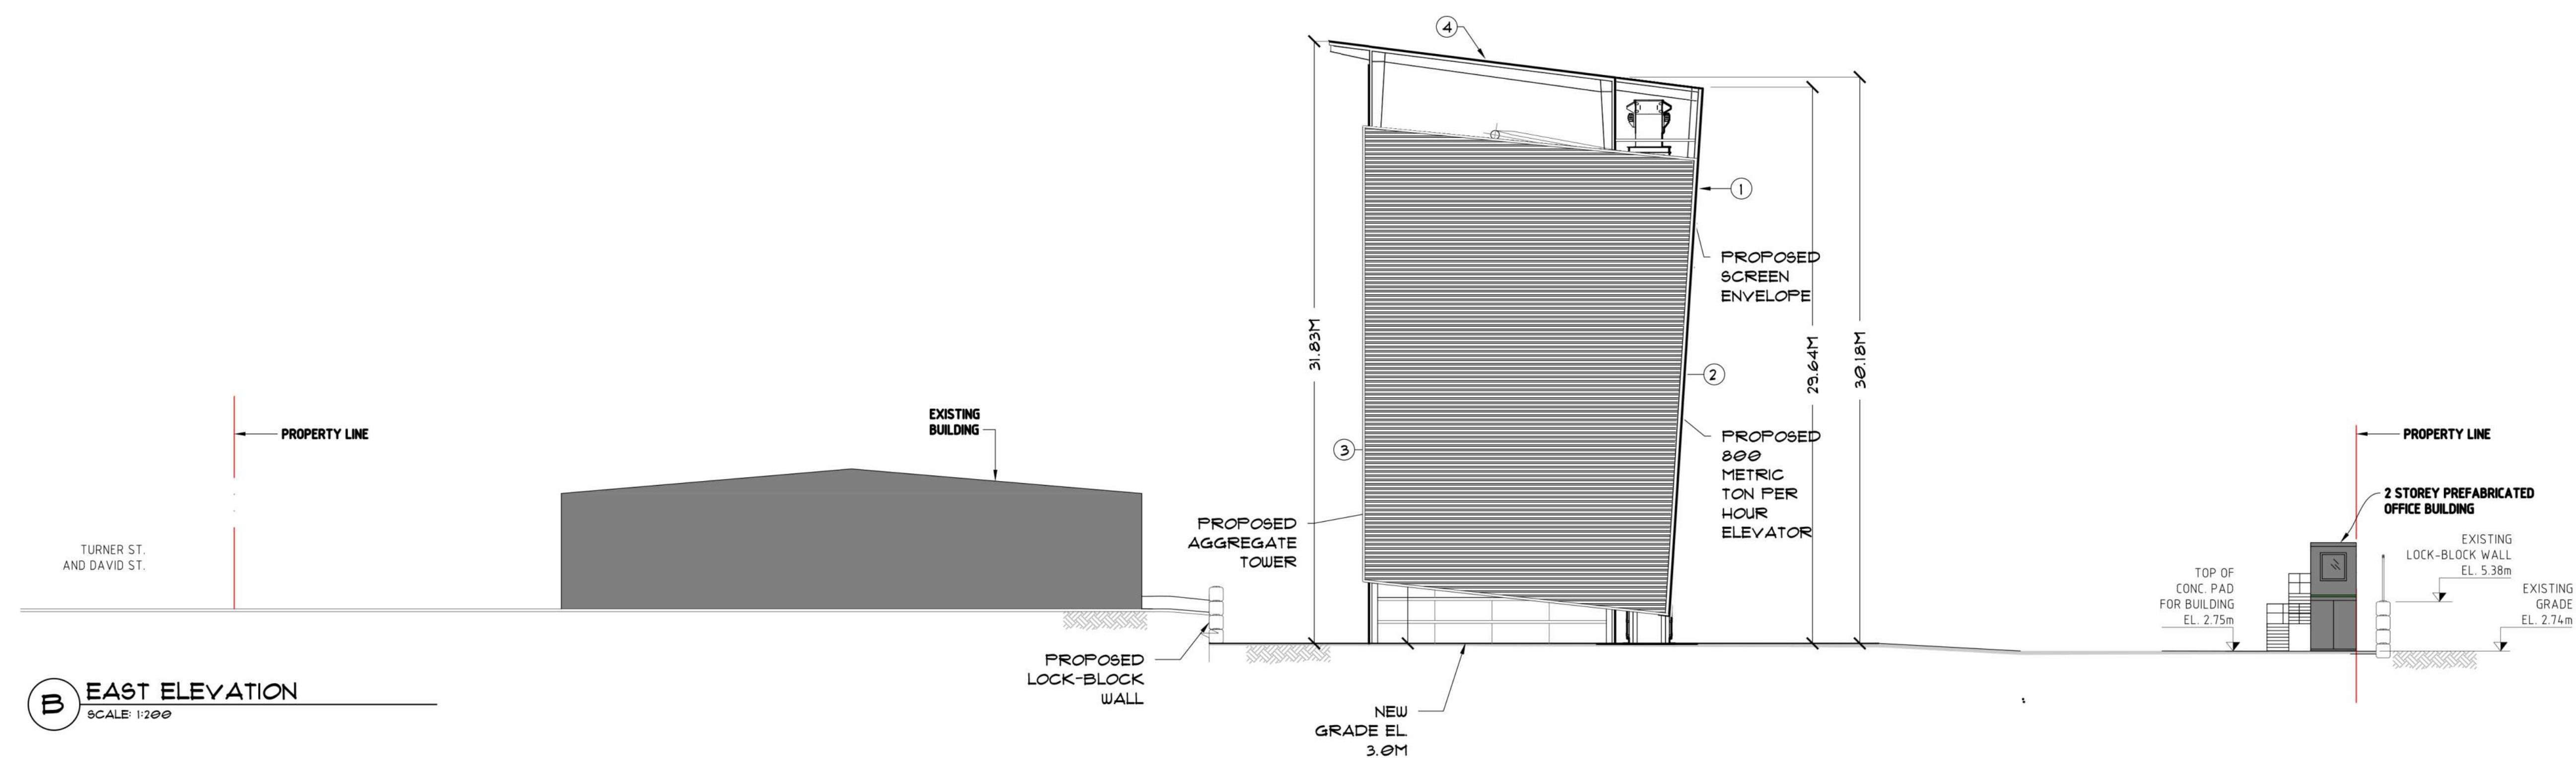 4
1
PROPOSED
SCREEN
ENVELOPE
31.83M
29.64M
30.18M
2
PROPERTY LINE
EXISTING
BUILDING
3
PROPOSED
800
METRIC
TON PER
HOUR
ELEVATOR
PROPERTY LINE
2 STOREY PREFABRICATED
OFFICE BUILDING
TURNER ST.
AND DAVID ST.
PROPOSED
AGGREGATE
TOWER
EXISTING
LOCK-BLOCK WALL
EL. 5.38m
TOP OF
CONC. PAD
FOR BUILDING
EL. 2.75m
EXISTING
GRADE
EL. 2.74m
PROPOSED
LOCK-BLOCK
WALL
B
EAST ELEVATION
SCALE: 1:200
NEW
GRADE EL.
3.0M